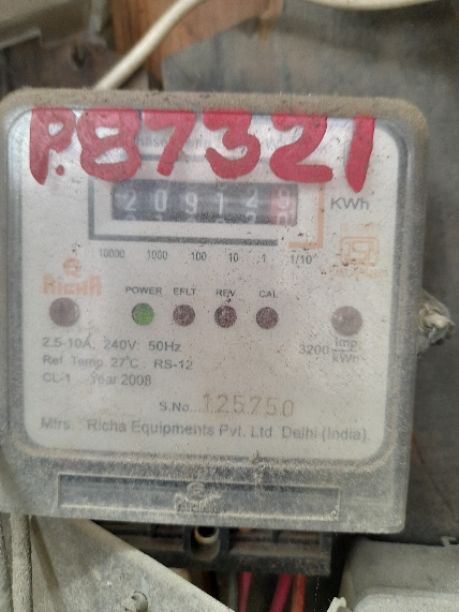 P.87321
209129 KWh
10000 1000 100 10 1 1/10
RICHA
POWER EFLT REV CAL
2.5-10A, 240V, 50Hz
Ref. Temp. 27°C RS-12
3200 imp/kWh
CL-1 Year 2008
S.No. 125750
Mfrs. Richa Equipments Pvt. Ltd. Delhi (India)